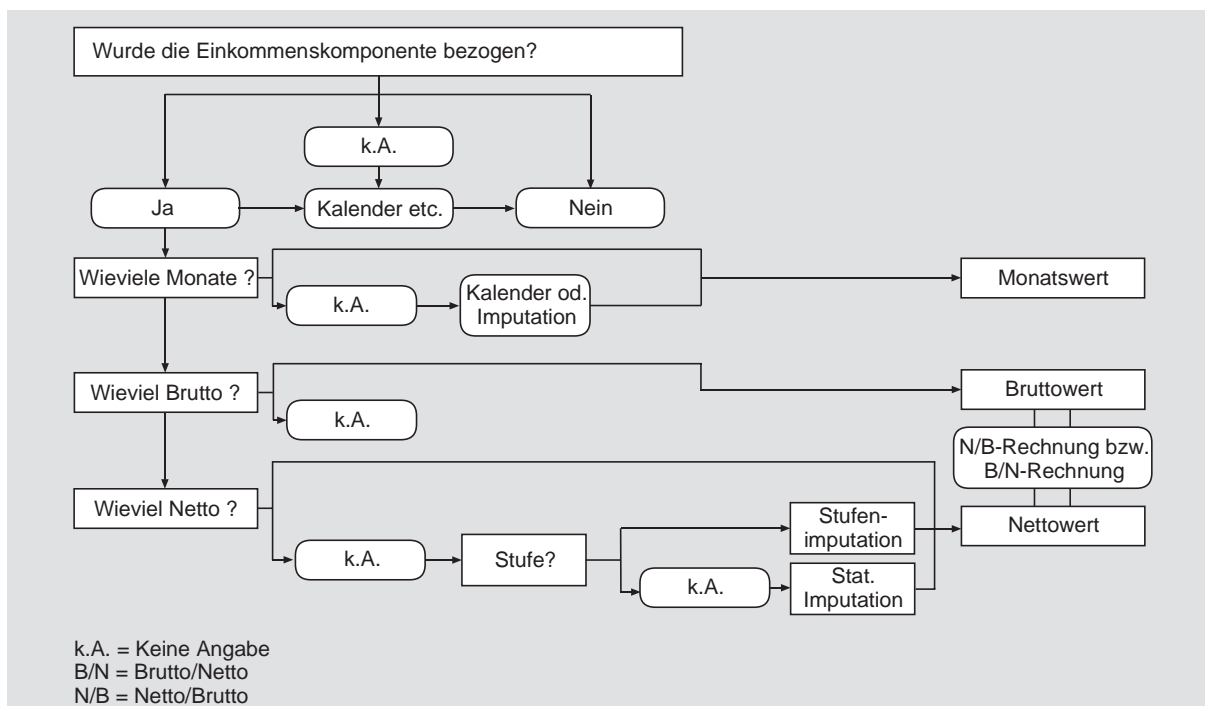 Wurde die Einkommenskomponente bezogen?
k.A.
Ja
Kalender etc.
Nein
Wieviele Monate ?
k.A.
Kalender od.
Imputation
Monatswert
Wieviel Brutto ?
k.A.
Bruttowert
N/B-Rechnung bzw.
B/N-Rechnung
Wieviel Netto ?
k.A.
Stufe?
Stufen-
imputation
Nettowert
k.A.
Stat.
Imputation
k.A. = Keine Angabe
B/N = Brutto/Netto
N/B = Netto/Brutto